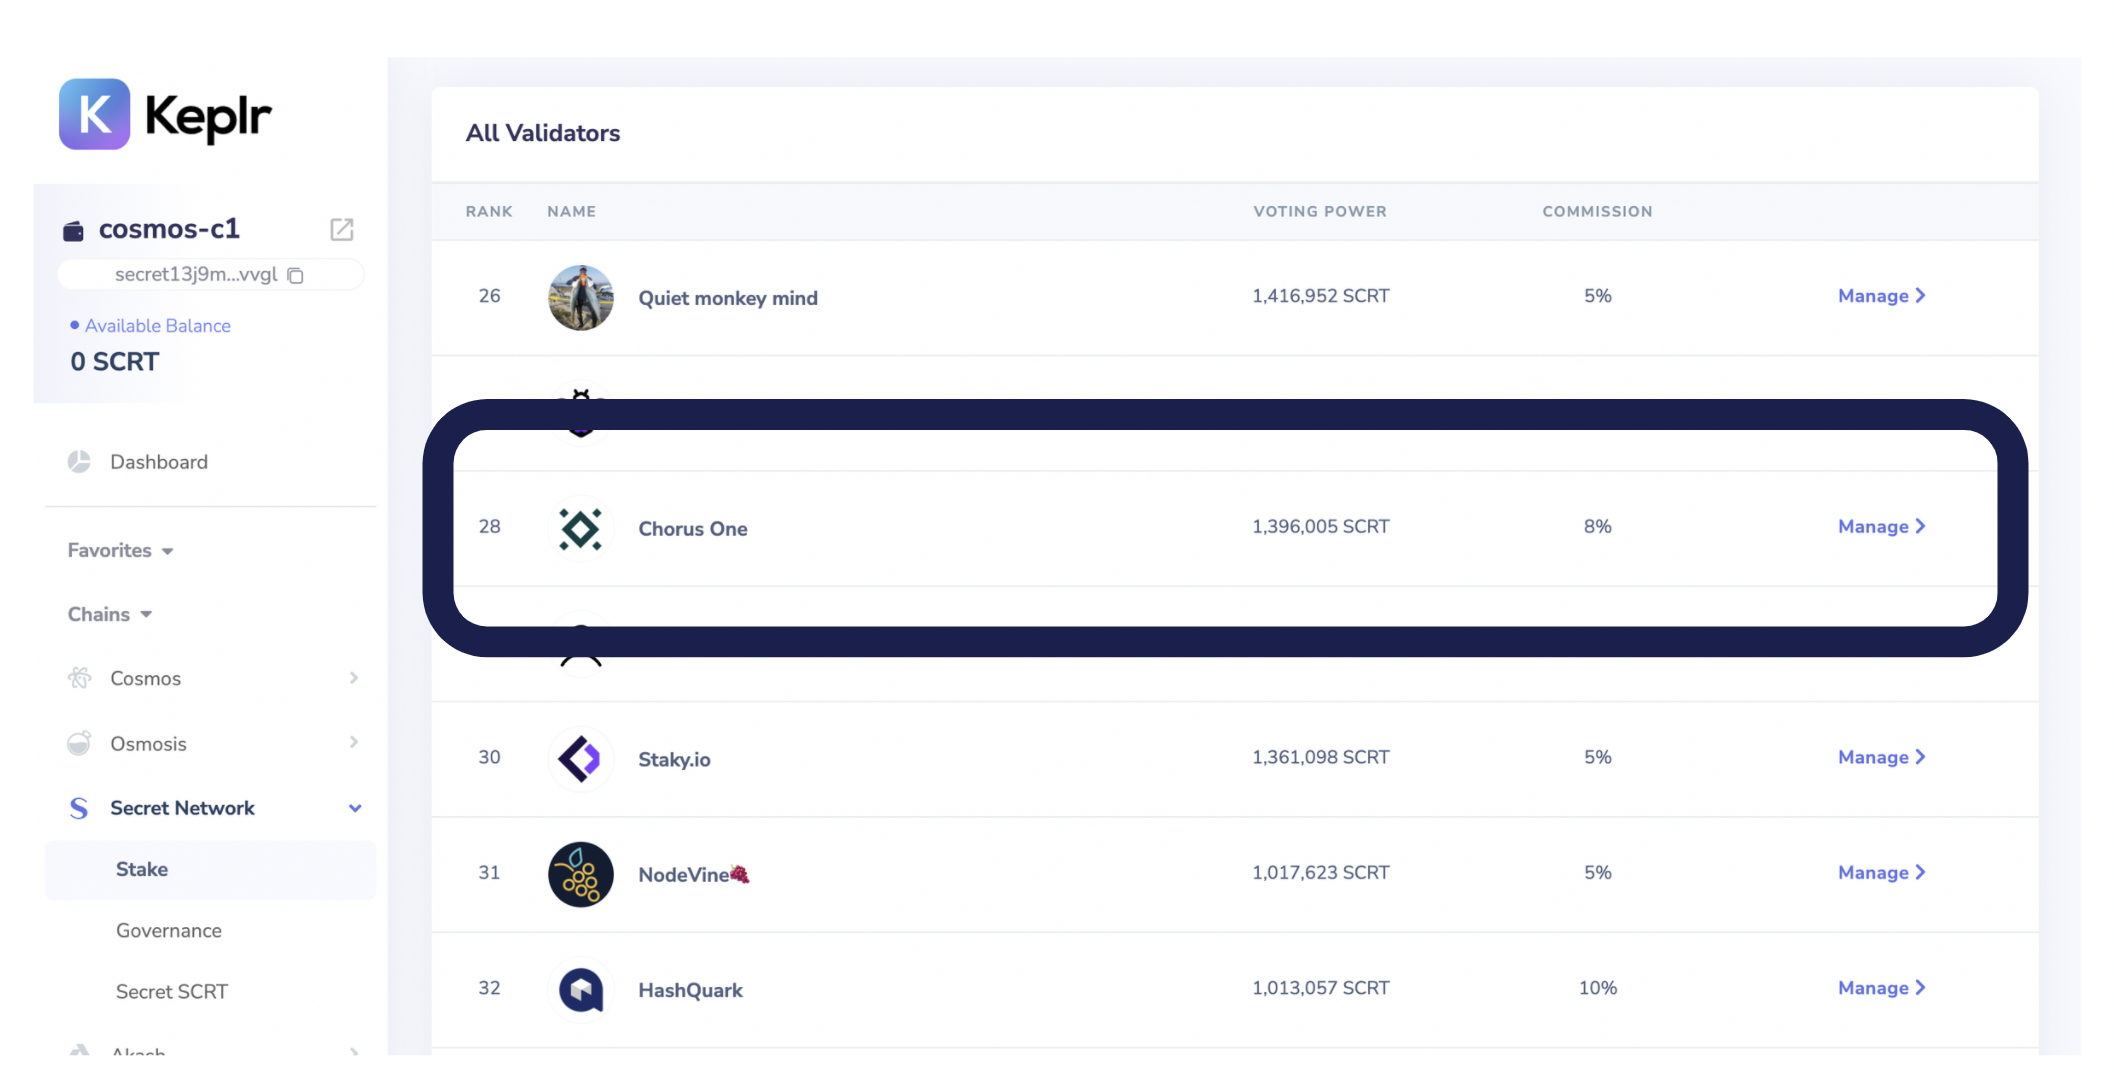 K Keplr
cosmos-c1
secret13j9m...vvgl
Available Balance
0 SCRT
Dashboard
Favorites
Chains
Cosmos
Osmosis
Secret Network
Stake
Governance
Secret SCRT
Akash
All Validators
RANK NAME VOTING POWER COMMISSION
26 Quiet monkey mind 1,416,952 SCRT 5% Manage
28 Chorus One 1,396,005 SCRT 8% Manage
30 Staky.io 1,361,098 SCRT 5% Manage
31 NodeVine🍇 1,017,623 SCRT 5% Manage
32 HashQuark 1,013,057 SCRT 10% Manage